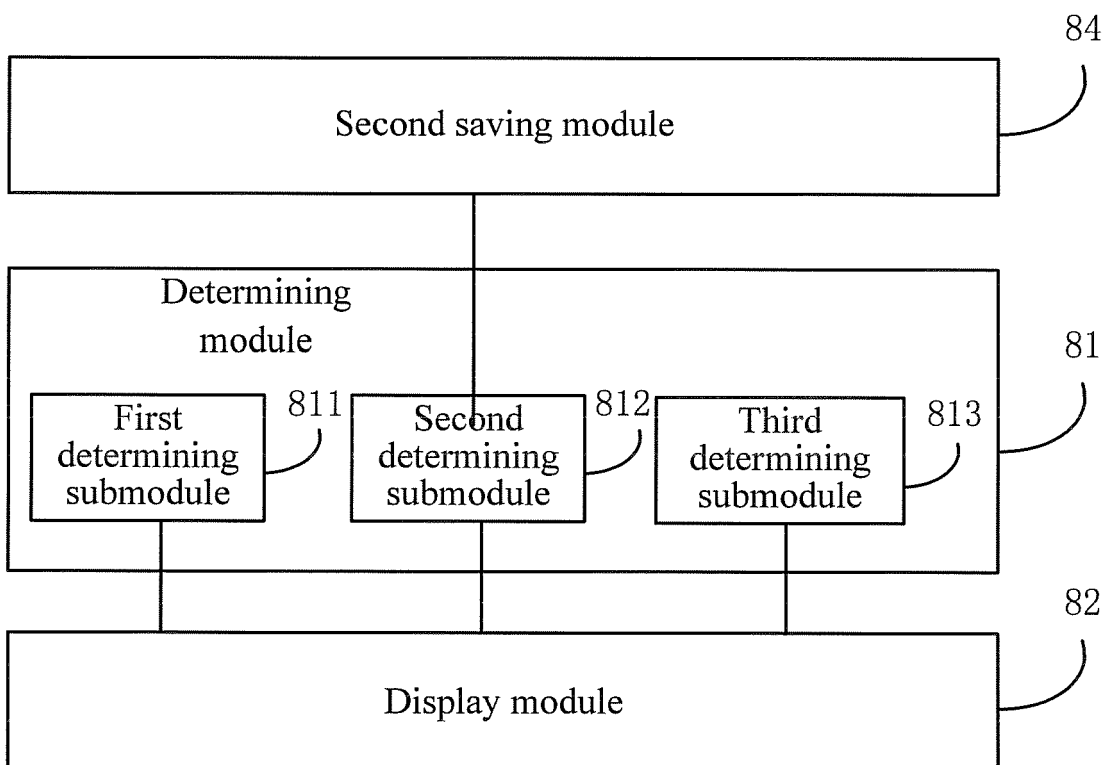 84
Second saving module
Determining
module
81
First
determining
submodule
811
Second
determining
submodule
812
Third
determining
submodule
813
82
Display module